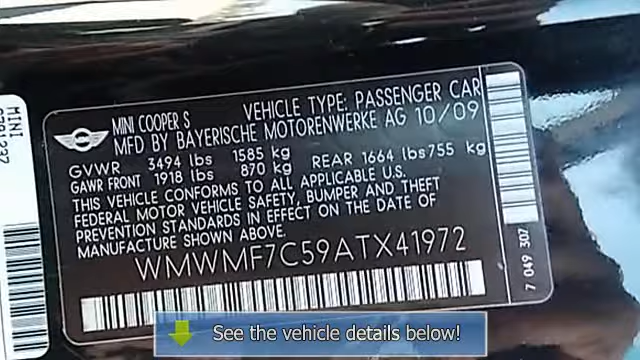 MINI COOPER S VEHICLE TYPE: PASSENGER CAR
MFD BY BAYERISCHE MOTORENWERKE AG 10/09
GVWR 3494 lbs 1585 kg
GAWR FRONT 1918 lbs 870 kg REAR 1664 lbs 755 kg
THIS VEHICLE CONFORMS TO ALL APPLICABLE U.S.
FEDERAL MOTOR VEHICLE SAFETY, BUMPER AND THEFT
PREVENTION STANDARDS IN EFFECT ON THE DATE OF
MANUFACTURE SHOWN ABOVE.
WMWMF7C59ATX41972
7 049 307
MINI
See the vehicle details below!